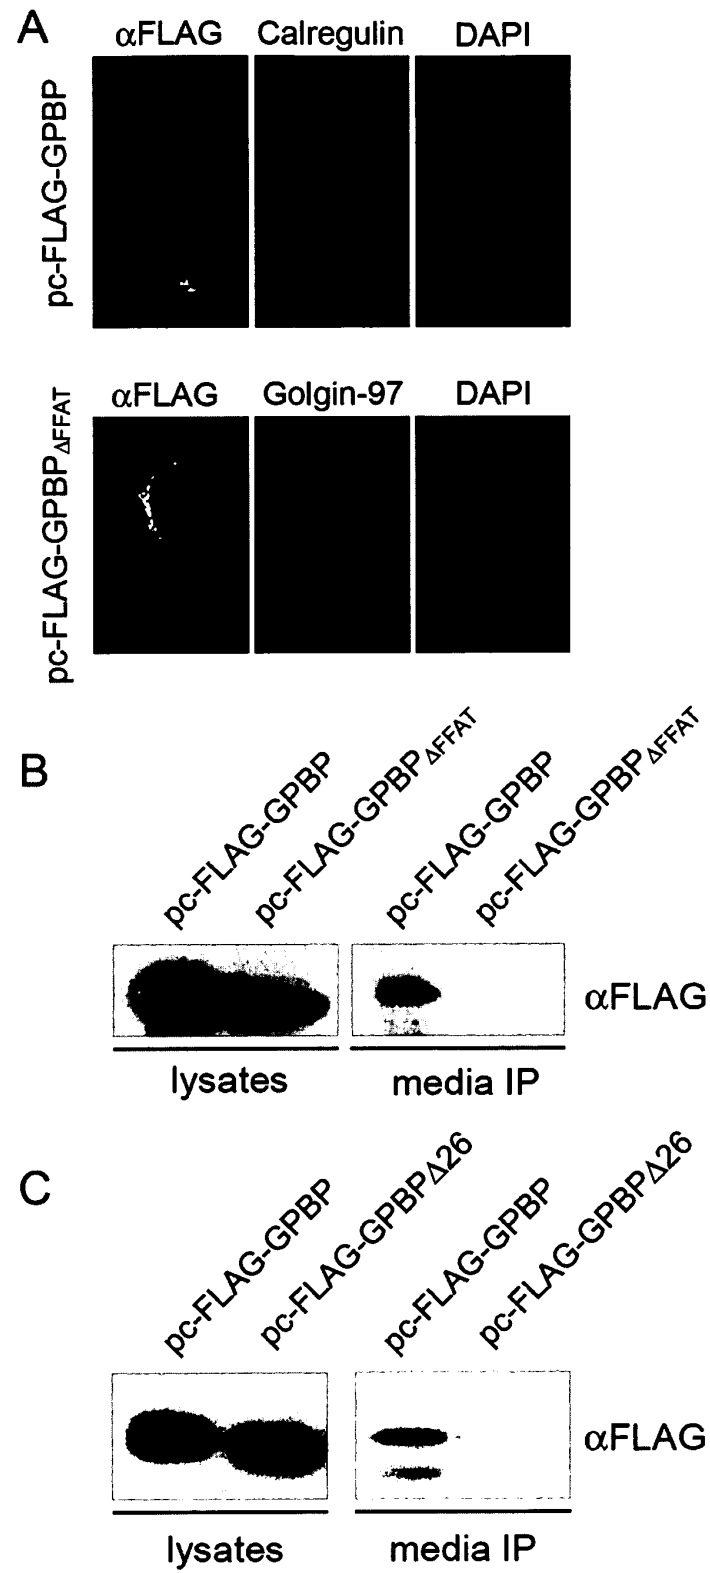 A
αFLAG Calregulin DAPI
pc-FLAG-GPBP
αFLAG Golgin-97 DAPI
pc-FLAG-GPBPΔFFAT
B
pc-FLAG-GPBP pc-FLAG-GPBPΔFFAT pc-FLAG-GPBP pc-FLAG-GPBPΔFFAT
αFLAG
lysates media IP
C
pc-FLAG-GPBP pc-FLAG-GPBPΔ26 pc-FLAG-GPBP pc-FLAG-GPBPΔ26
αFLAG
lysates media IP